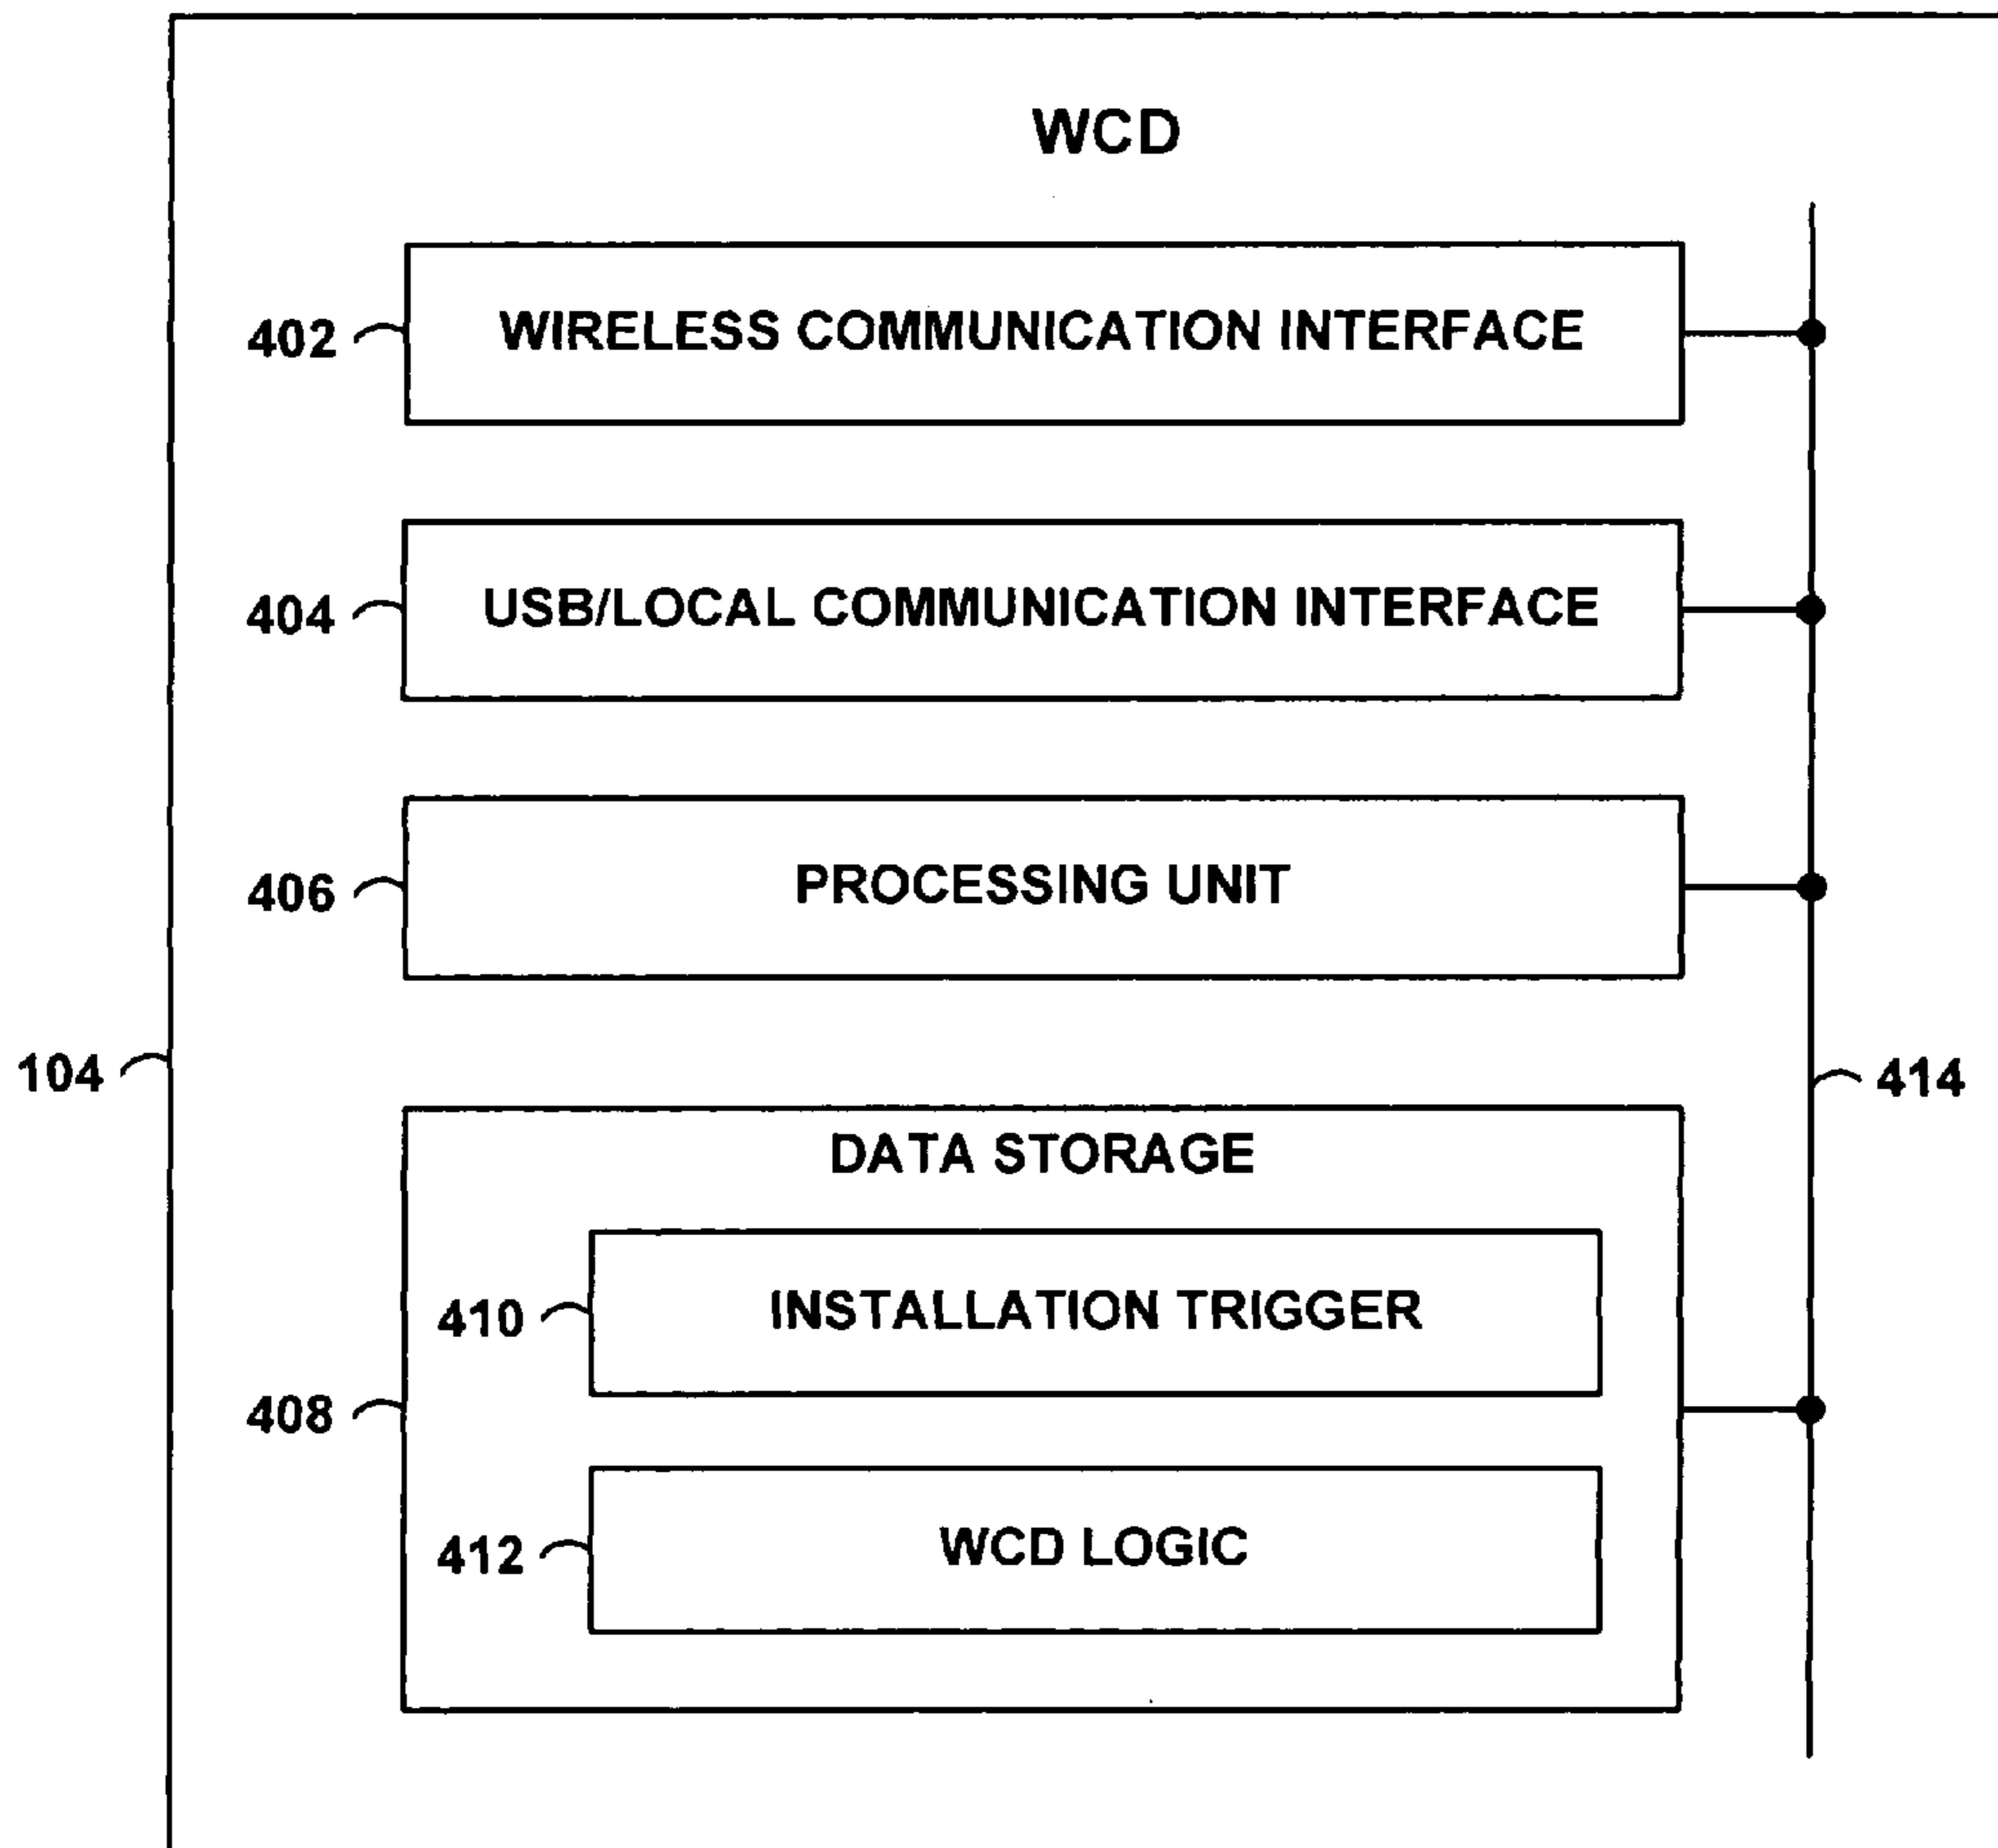 WCD
402 WIRELESS COMMUNICATION INTERFACE
404 USB/LOCAL COMMUNICATION INTERFACE
406 PROCESSING UNIT
104
414
DATA STORAGE
410 INSTALLATION TRIGGER
408
412 WCD LOGIC